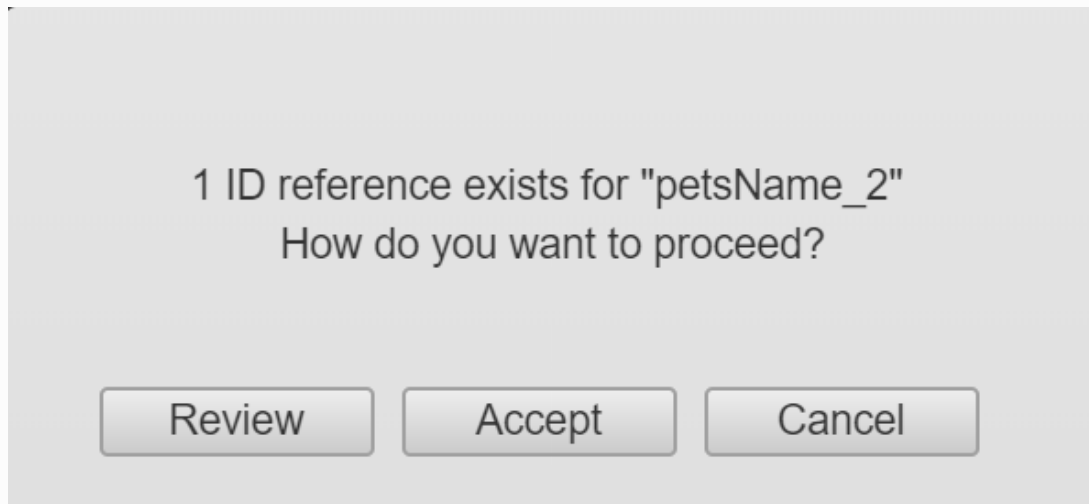 1 ID reference exists for "petsName_2"
How do you want to proceed?
Review Accept Cancel